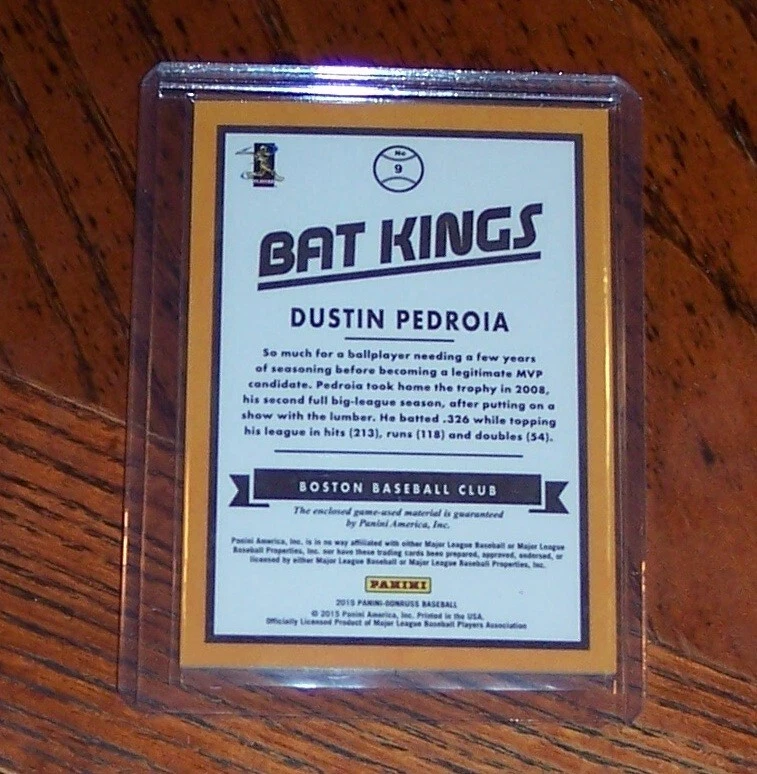 No
9
BAT KINGS
DUSTIN PEDROIA
So much for a ballplayer needing a few years
of seasoning before becoming a legitimate MVP
candidate. Pedroia took home the trophy in 2008,
his second full big-league season, after putting on a
show with the lumber. He batted .326 while topping
his league in hits (213), runs (118) and doubles (54).
BOSTON BASEBALL CLUB
The enclosed game-used material is guaranteed
by Panini America, Inc.
Panini America, Inc. is in no way affiliated with either Major League Baseball or Major League
Baseball Properties, Inc. nor have these trading cards been prepared, approved, endorsed, or
licensed by either Major League Baseball or Major League Baseball Properties, Inc.
PANINI
2015 PANINI-DONRUSS BASEBALL
© 2015 Panini America, Inc. Printed in the USA.
Officially Licensed Product of Major League Baseball Players Association